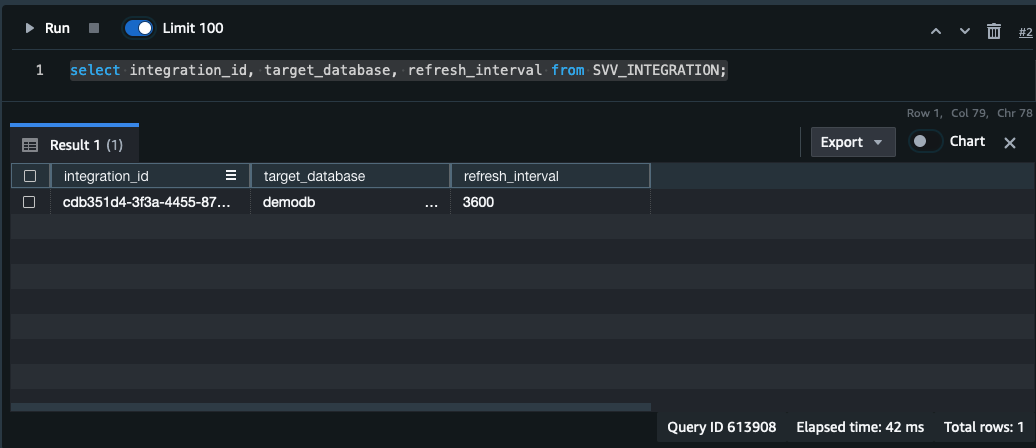 Run Limit 100 #2
1 select integration_id, target_database, refresh_interval from SVV_INTEGRATION;
Row 1, Col 79, Chr 78
Result 1 (1) Export Chart
integration_id target_database refresh_interval
cdb351d4-3f3a-4455-87... demodb ... 3600
Query ID 613908 Elapsed time: 42 ms Total rows: 1